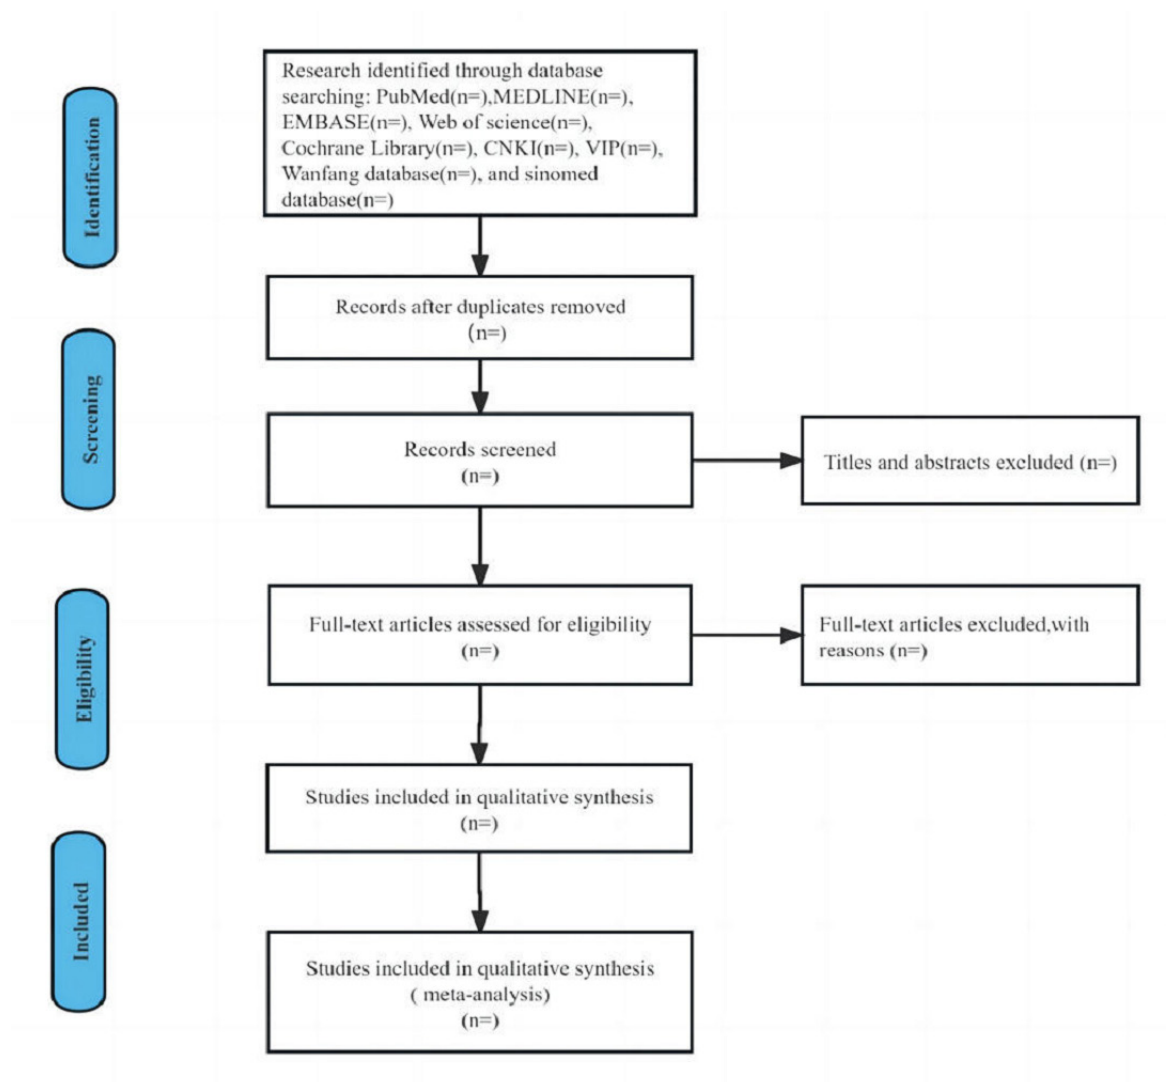 Identification
Research identified through database
searching: PubMed(n=),MEDLINE(n=),
EMBASE(n=), Web of science(n=),
Cochrane Library(n=), CNKI(n=), VIP(n=),
Wanfang database(n=), and sinomed
database(n=)
Records after duplicates removed
(n=)
Screening
Records screened
(n=)
Titles and abstracts excluded (n=)
Eligibility
Full-text articles assessed for eligibility
(n=)
Full-text articles excluded,with
reasons (n=)
Studies included in qualitative synthesis
(n=)
Included
Studies included in qualitative synthesis
( meta-analysis)
(n=)